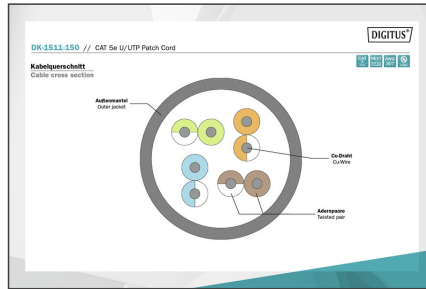 DIGITUS®
DK-1511-150 // CAT 5e U/UTP Patch Cord
Kabelquerschnitt
Cable cross section
Außenmantel
Outer jacket
Cu-Draht
Cu-Wire
Adernpaare
Twisted pair